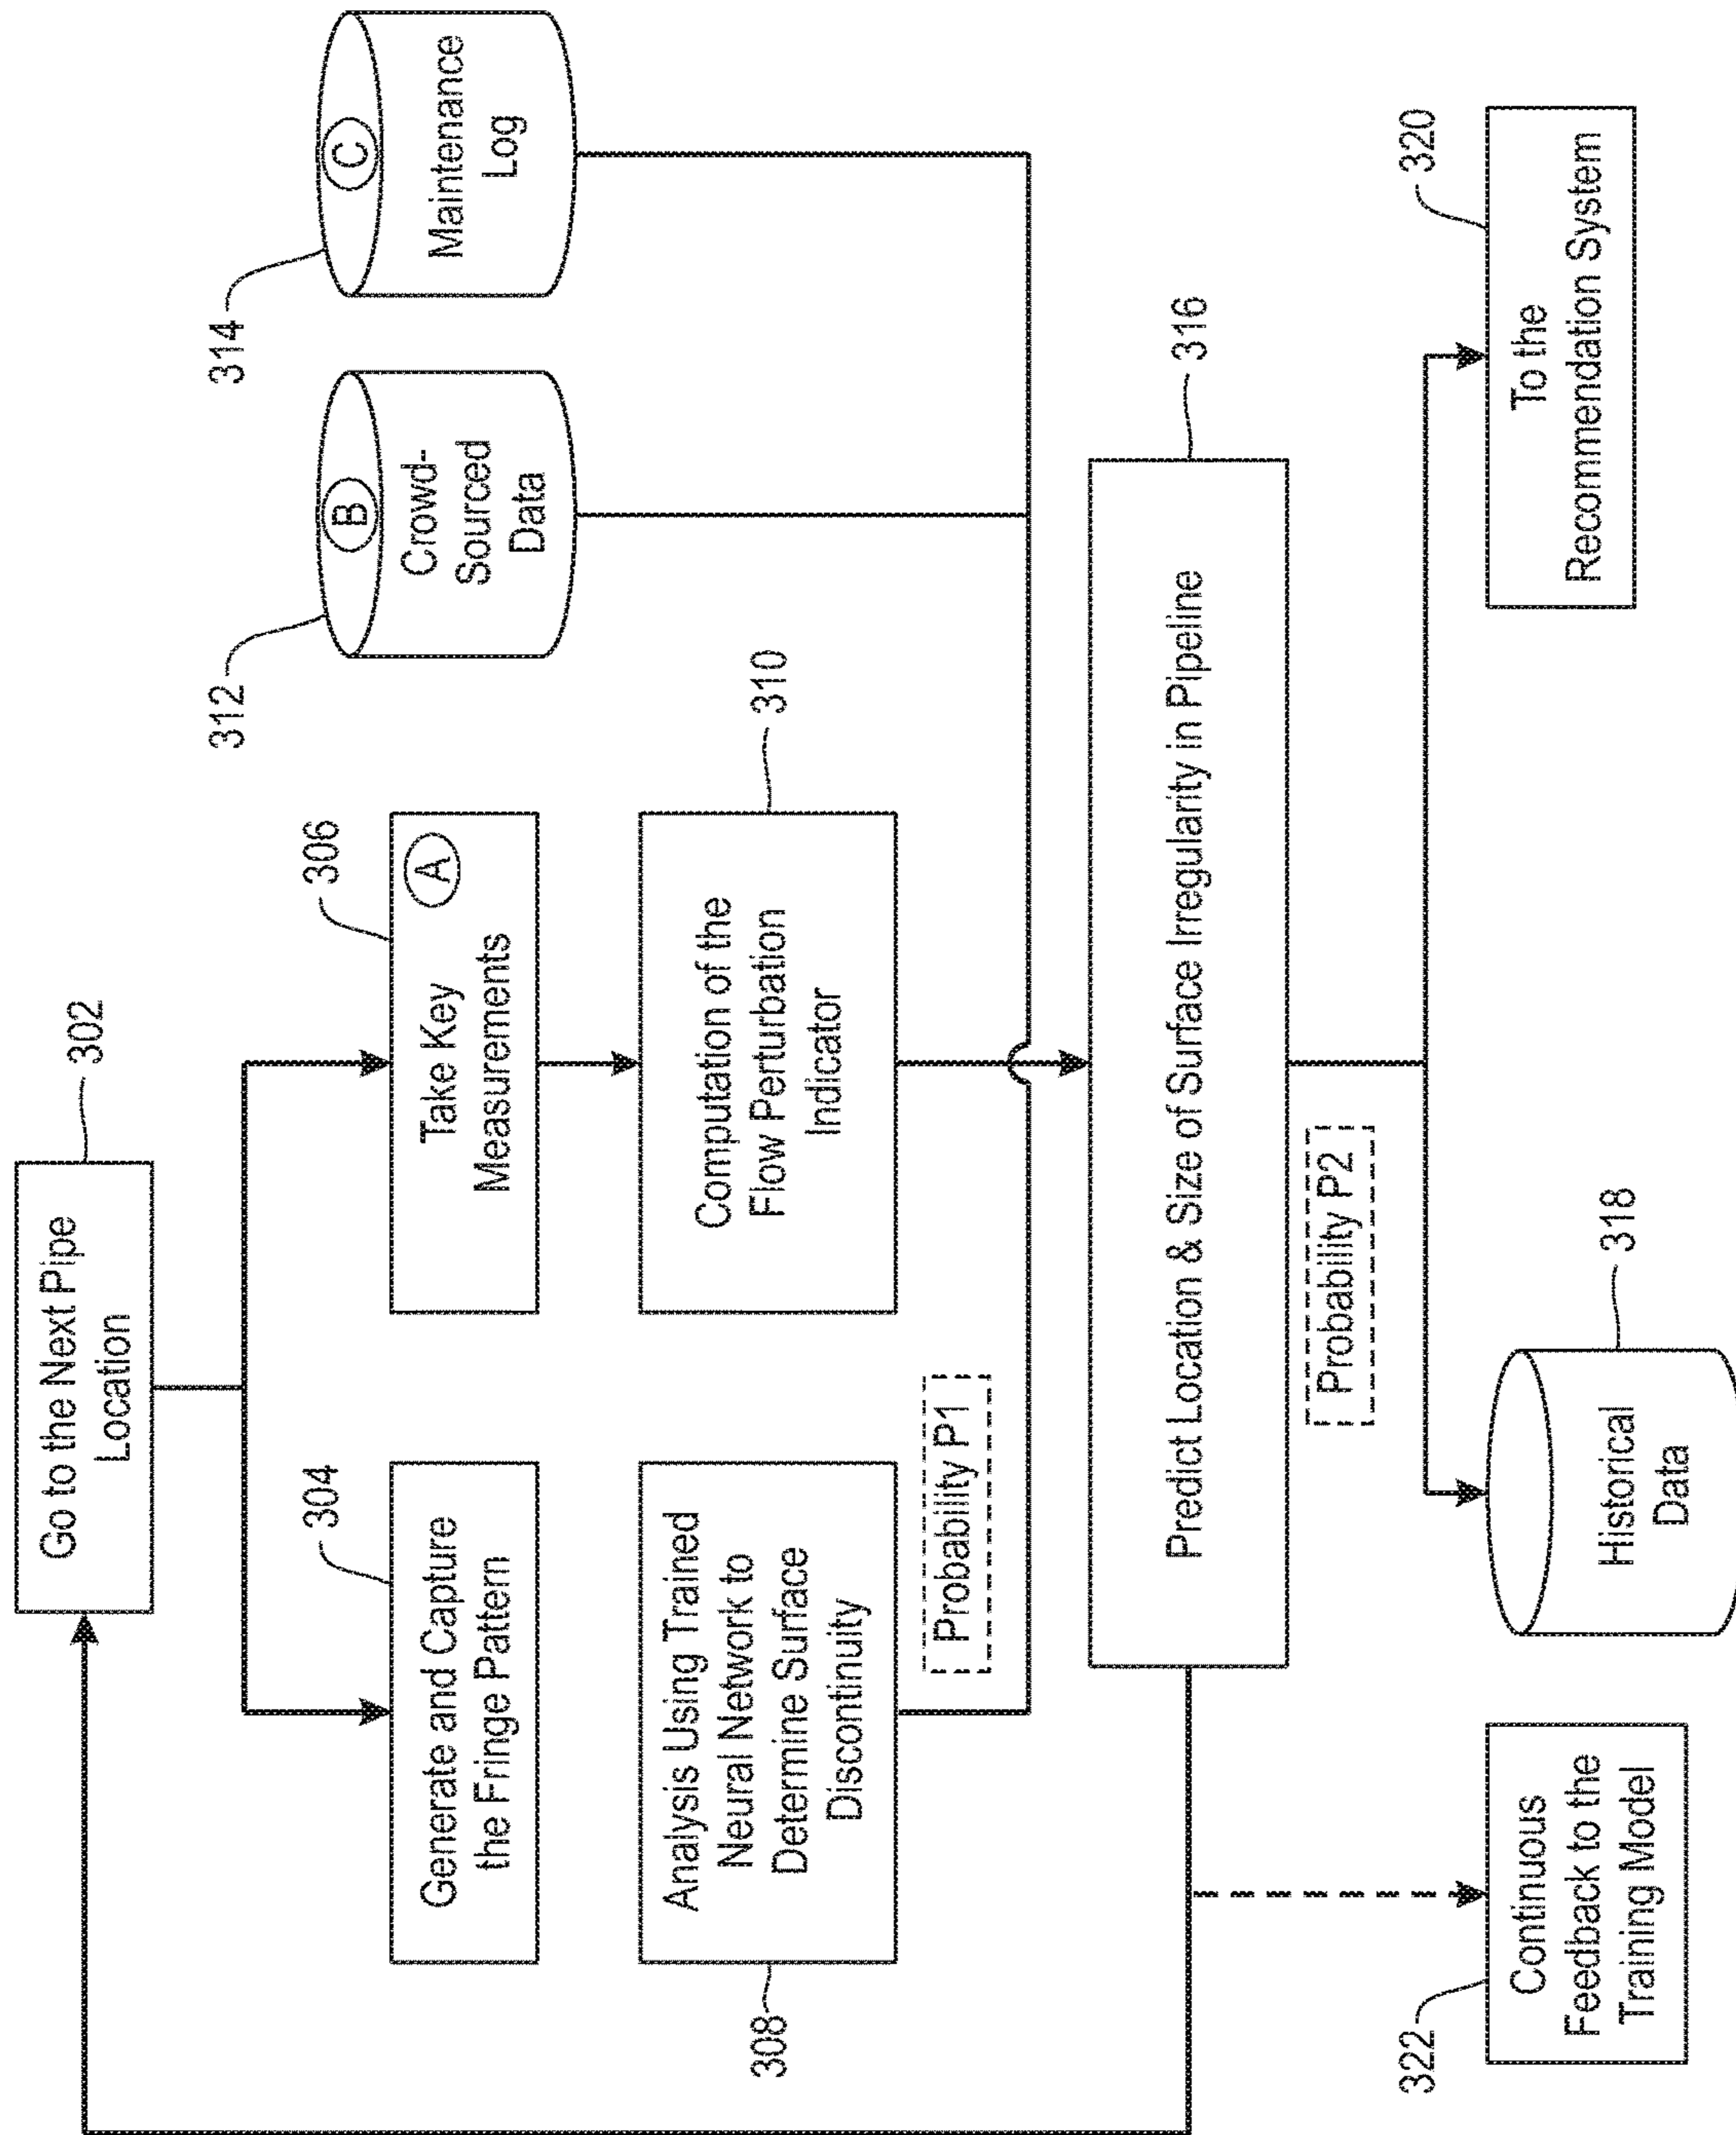 302
Go to the Next Pipe
Location
304
Generate and Capture
the Fringe Pattern
306
Take Key
Measurements
A
312
B
Crowd-
Sourced
Data
314
C
Maintenance
Log
308
Analysis Using Trained
Neural Network to
Determine Surface
Discontinuity
310
Computation of the
Flow Perturbation
Indicator
Probability P1
316
Predict Location & Size of Surface Irregularity in Pipeline
Probability P2
322
Continuous
Feedback to the
Training Model
318
Historical
Data
320
To the
Recommendation System